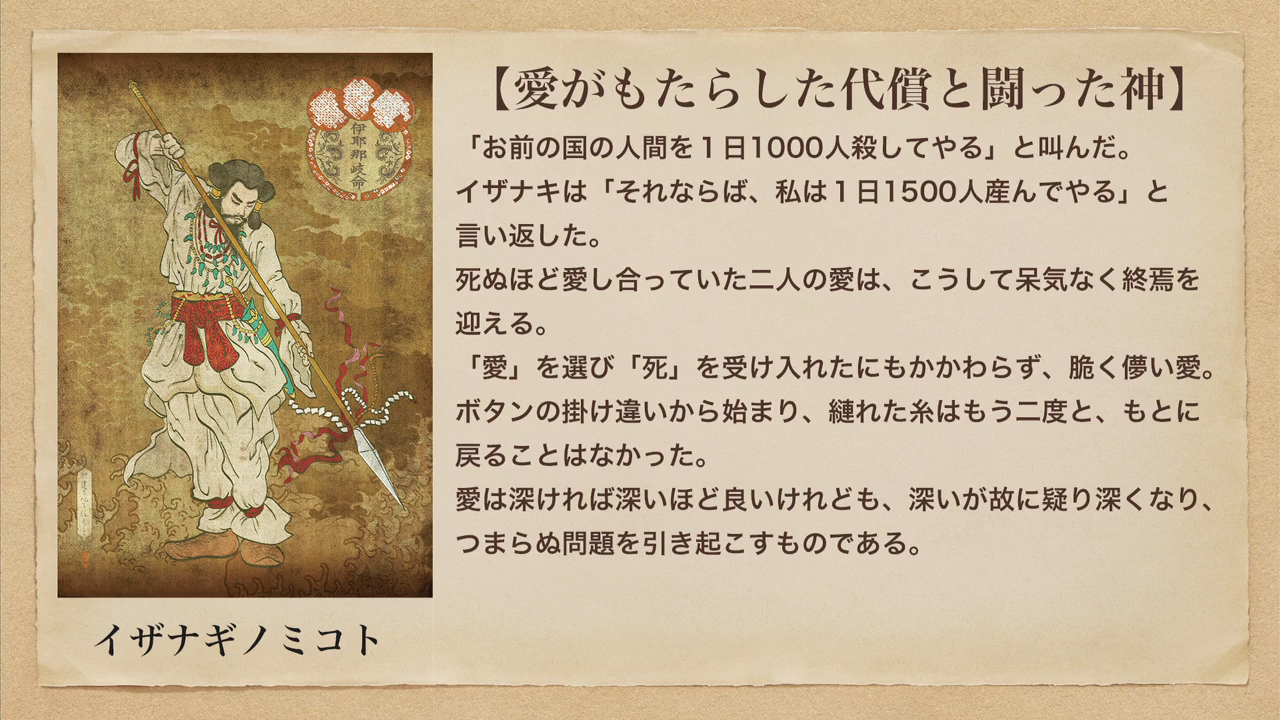 【愛がもたらした代償と闘った神】
「お前の国の人間を１日1000人殺してやる」と叫んだ。
イザナキは「それならば、私は１日1500人産んでやる」と
言い返した。
死ぬほど愛し合っていた二人の愛は、こうして呆気なく終焉を
迎える。
「愛」を選び「死」を受け入れたにもかかわらず、脆く儚い愛。
ボタンの掛け違いから始まり、縺れた糸はもう二度と、もとに
戻ることはなかった。
愛は深ければ深いほど良いけれども、深いが故に疑り深くなり、
つまらぬ問題を引き起こすものである。
伊耶那岐命
イザナギノミコト